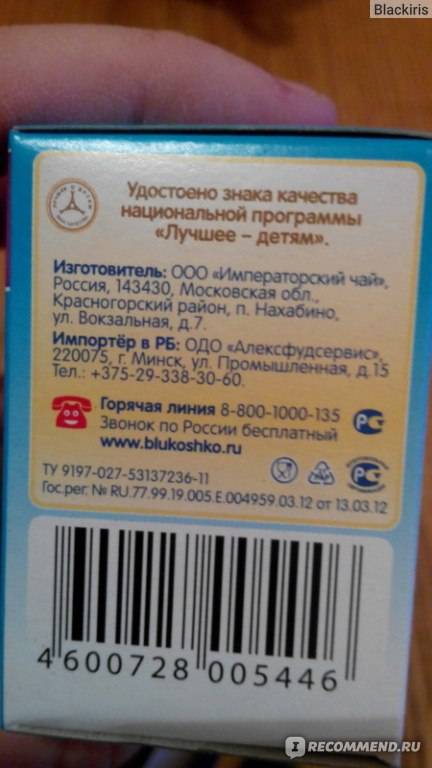 Blackiris
Удостоено знака качества
национальной программы
«Лучшее – детям».
Изготовитель: ООО «Императорский чай»,
Россия, 143430, Московская обл.,
Красногорский район, п. Нахабино,
ул. Вокзальная, д.7.
Импортёр в РБ: ОДО «Алексфудсервис»,
220075, г. Минск, ул. Промышленная, д.15
Тел.: +375-29-338-30-60.
Горячая линия 8-800-1000-135
Звонок по России бесплатный
www.blukoshko.ru
ТУ 9197-027-53137236-11
Гос.рег: № RU.77.99.19.005.Е.004959.03.12 от 13.03.12
4 600728 005446
IRECOMMEND.RU